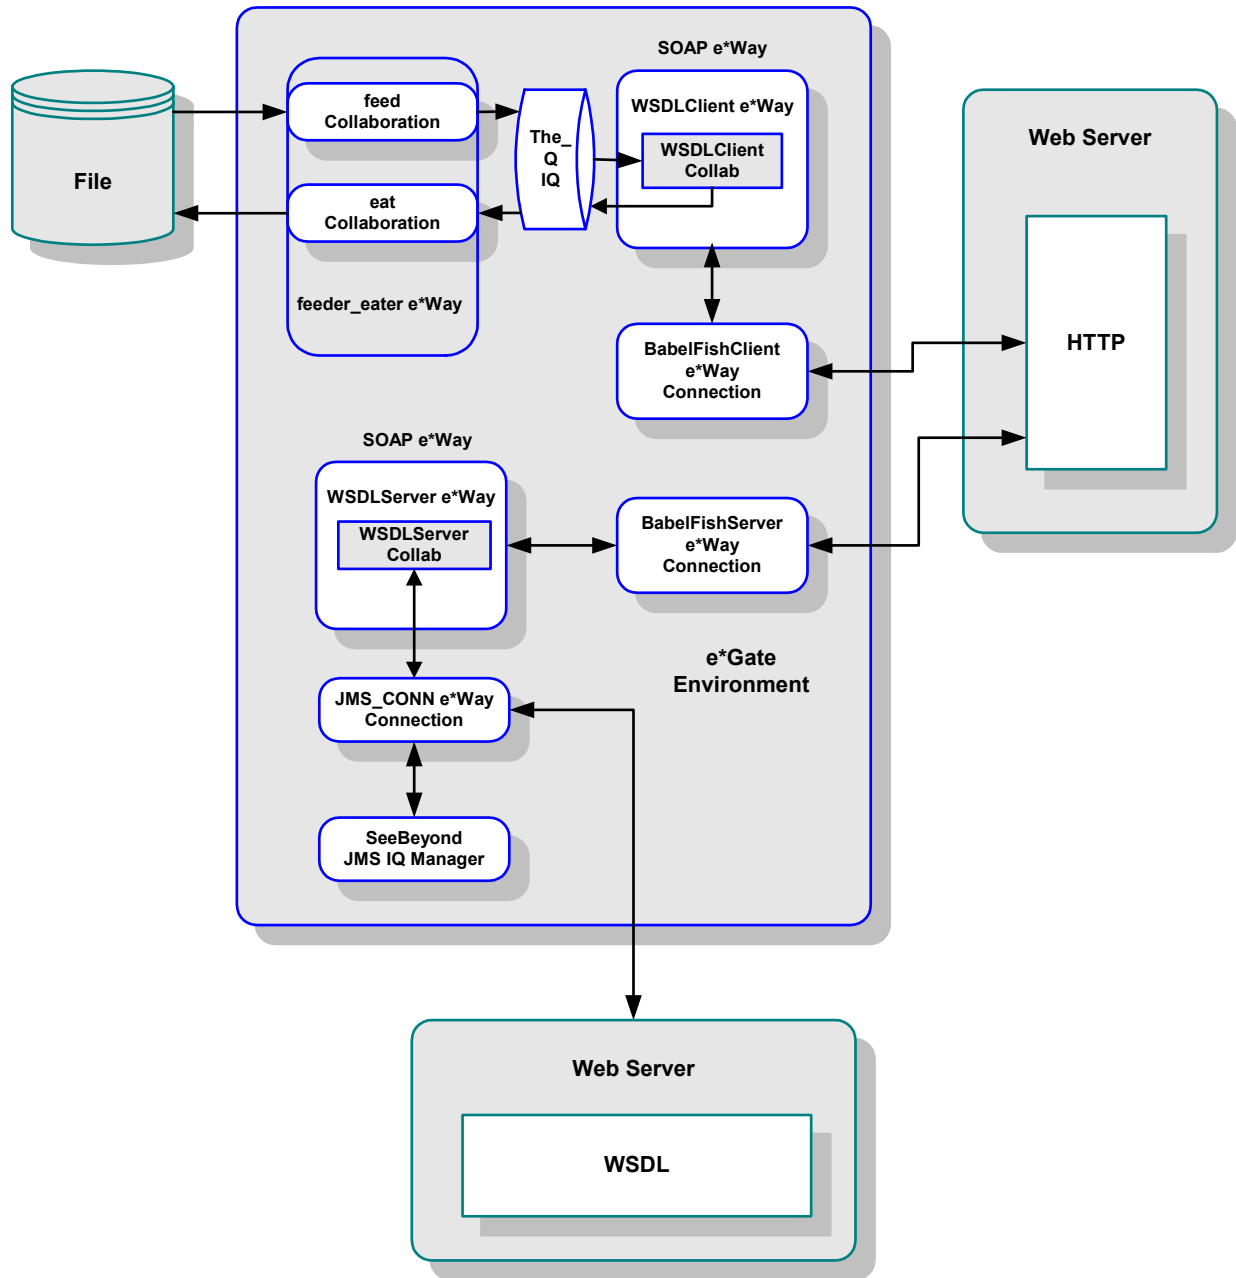 SOAP e*Way
feed
Collaboration
The_
Q
IQ
WSDLClient e*Way
WSDLClient
Collab
Web Server
File
eat
Collaboration
feeder_eater e*Way
BabelFishClient
e*Way
Connection
HTTP
SOAP e*Way
WSDLServer e*Way
WSDLServer
Collab
BabelFishServer
e*Way
Connection
e*Gate
Environment
JMS_CONN e*Way
Connection
SeeBeyond
JMS IQ Manager
Web Server
WSDL